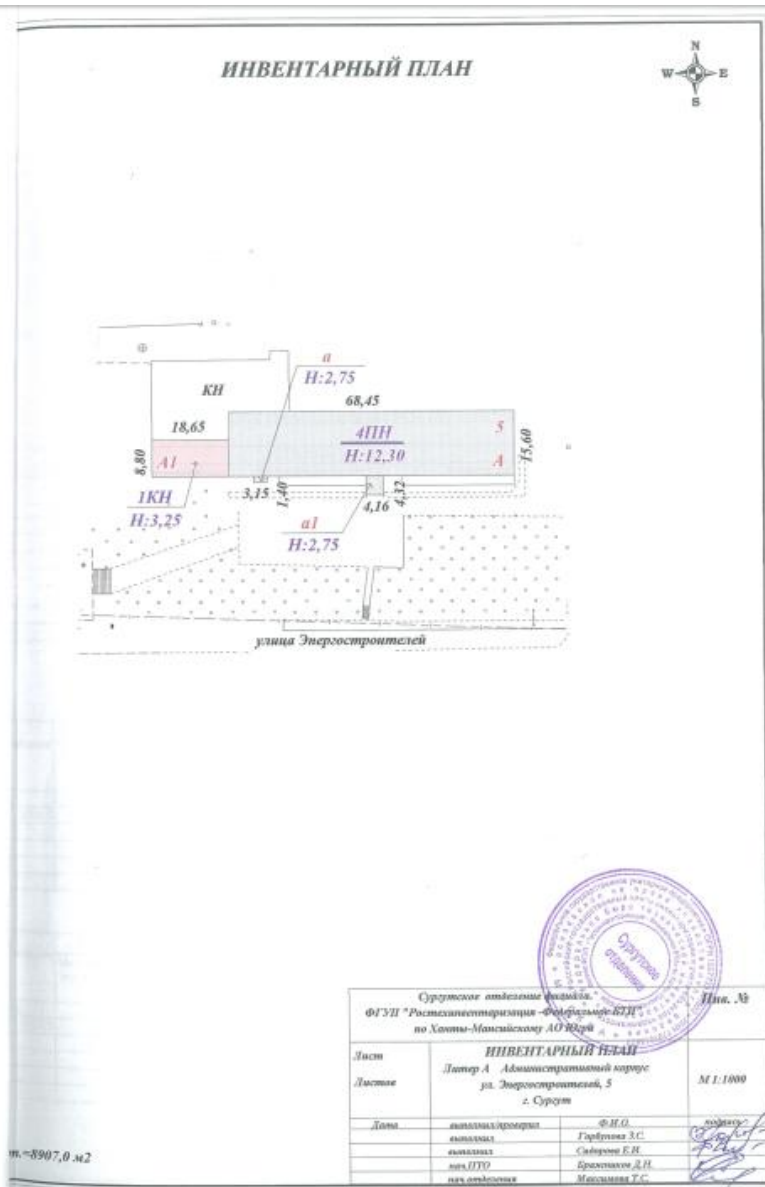 ИНВЕНТАРНЫЙ ПЛАН
N
W E
S
а
Н:2,75
КН
68,45
18,65
4ПН
Н:12,30
5
А
15,60
8,80
А1
1КН
Н:3,25
3,15
1,40
4,16
4,32
а1
Н:2,75
улица Энергостроителей
Сургутское отделение
Сургутское отделение филиала
ФГУП "Ростехинвентаризация -Федеральное БТИ"
по Ханты-Мансийскому АО Югре
Инв. №
Лист
Листов
ИНВЕНТАРНЫЙ ПЛАН
Литер А Административный корпус
ул. Энергостроителей, 5
г. Сургут
М 1:1000
Дата выполнил/проверил Ф.И.О. подпись
выполнил Горбунова З.С.
выполнил Сидорова Е.Н.
нач.ПТО Д.Н.
нач.отделения Максимова Т.С.
=8907,0 м2